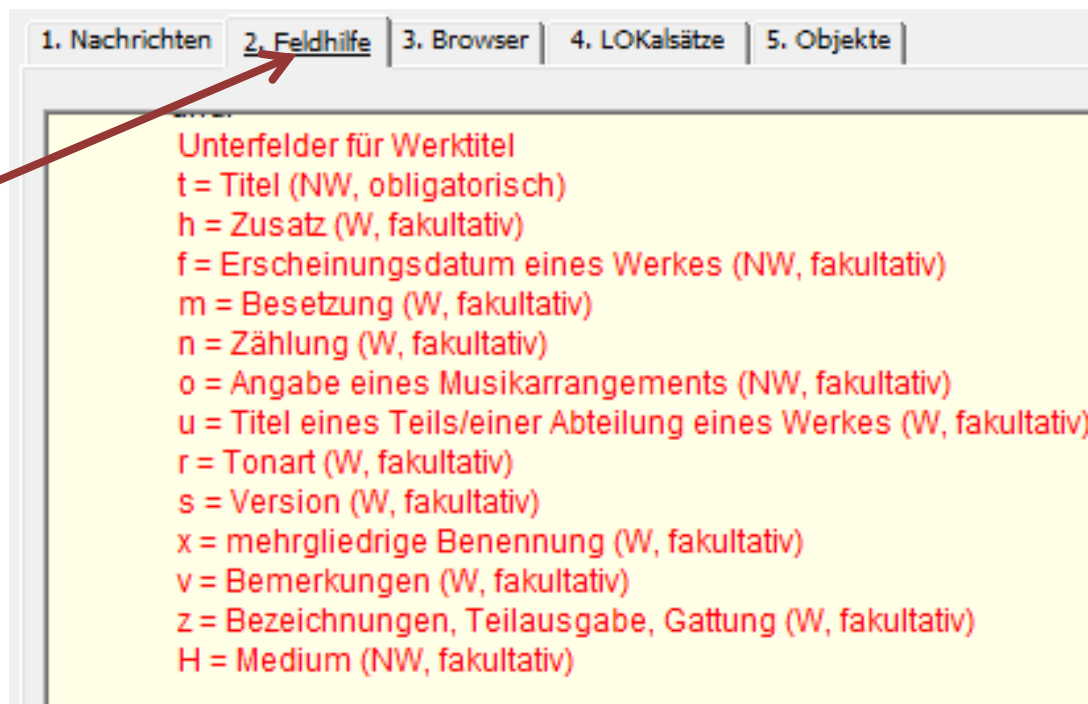 1. Nachrichten 2. Feldhilfe 3. Browser 4. LOKalsätze 5. Objekte
Unterfelder für Werktitel
t = Titel (NW, obligatorisch)
h = Zusatz (W, fakultativ)
f = Erscheinungsdatum eines Werkes (NW, fakultativ)
m = Besetzung (W, fakultativ)
n = Zählung (W, fakultativ)
o = Angabe eines Musikarrangements (NW, fakultativ)
u = Titel eines Teils/einer Abteilung eines Werkes (W, fakultativ)
r = Tonart (W, fakultativ)
s = Version (W, fakultativ)
x = mehrgliedrige Benennung (W, fakultativ)
v = Bemerkungen (W, fakultativ)
z = Bezeichnungen, Teilausgabe, Gattung (W, fakultativ)
H = Medium (NW, fakultativ)